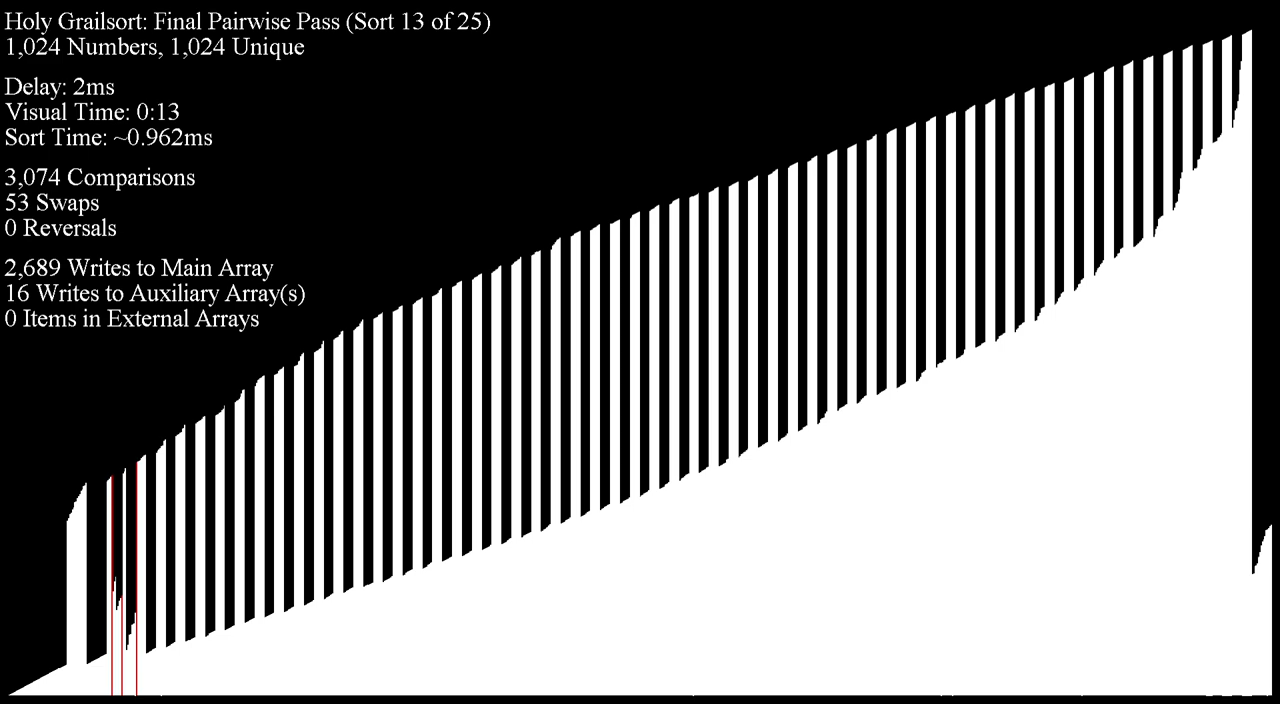 Holy Grailsort: Final Pairwise Pass (Sort 13 of 25)
1,024 Numbers, 1,024 Unique
Delay: 2ms
Visual Time: 0:13
Sort Time: ~0.962ms
3,074 Comparisons
53 Swaps
0 Reversals
2,689 Writes to Main Array
16 Writes to Auxiliary Array(s)
0 Items in External Arrays